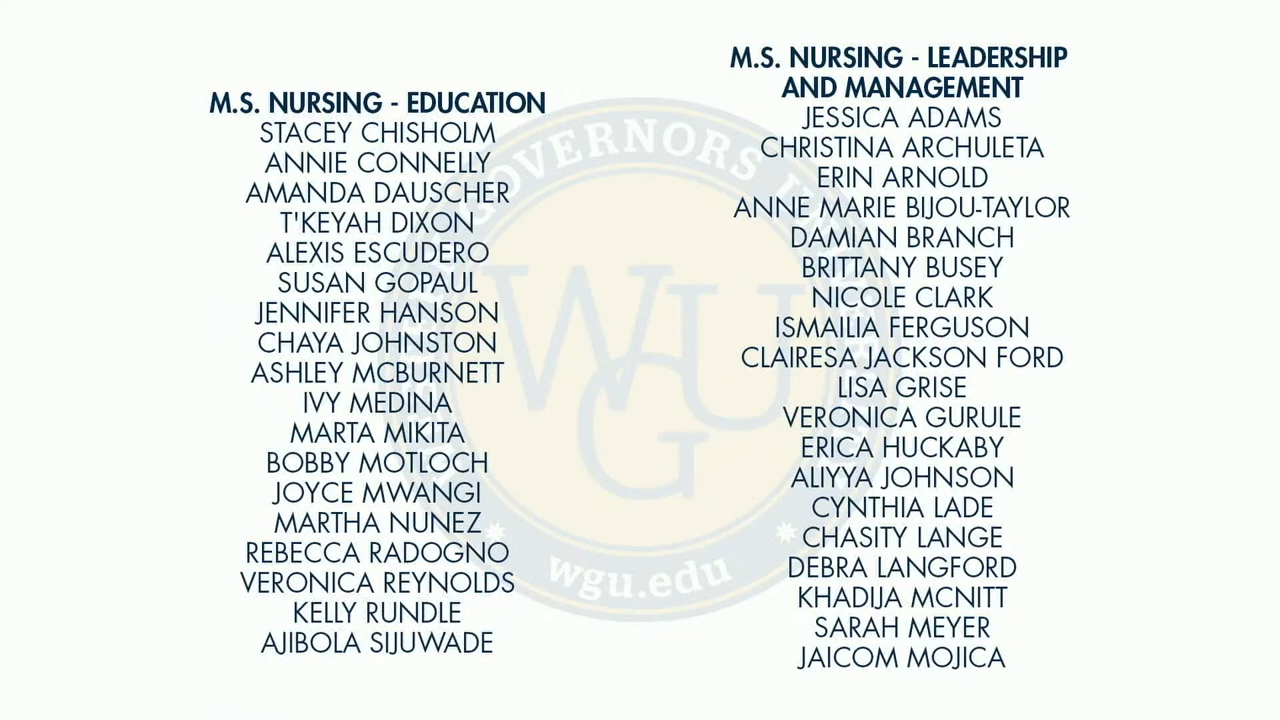 M.S. NURSING - EDUCATION
STACEY CHISHOLM
ANNIE CONNELLY
AMANDA DAUSCHER
T'KEYAH DIXON
ALEXIS ESCUDERO
SUSAN GOPAUL
JENNIFER HANSON
CHAYA JOHNSTON
ASHLEY MCBURNETT
IVY MEDINA
MARTA MIKITA
BOBBY MOTLOCH
JOYCE MWANGI
MARTHA NUNEZ
REBECCA RADOGNO
VERONICA REYNOLDS
KELLY RUNDLE
AJIBOLA SIJUWADE
M.S. NURSING - LEADERSHIP
AND MANAGEMENT
JESSICA ADAMS
CHRISTINA ARCHULETA
ERIN ARNOLD
ANNE MARIE BIJOU-TAYLOR
DAMIAN BRANCH
BRITTANY BUSEY
NICOLE CLARK
ISMAILIA FERGUSON
CLAIRESA JACKSON FORD
LISA GRISE
VERONICA GURULE
ERICA HUCKABY
ALIYYA JOHNSON
CYNTHIA LADE
CHASITY LANGE
DEBRA LANGFORD
KHADIJA MCNITT
SARAH MEYER
JAICOM MOJICA
GOVERNORS
WGU
wgu.edu